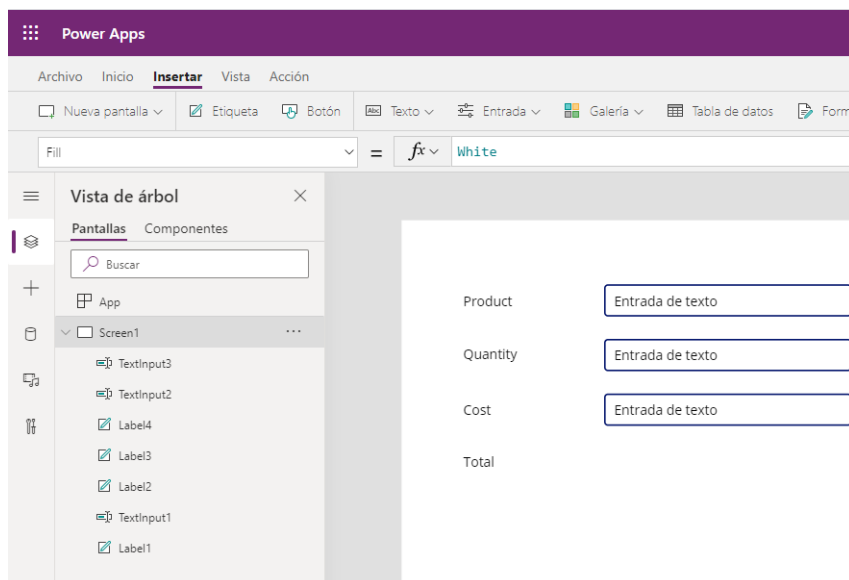 Power Apps
Archivo Inicio Insertar Vista Acción
Nueva pantalla Etiqueta Botón Abc Texto Entrada Galería Tabla de datos Form
Fill = fx White
Vista de árbol
Pantallas Componentes
Buscar
App
Screen1 ...
TextInput3
TextInput2
Label4
Label3
Label2
TextInput1
Label1
Product Entrada de texto
Quantity Entrada de texto
Cost Entrada de texto
Total